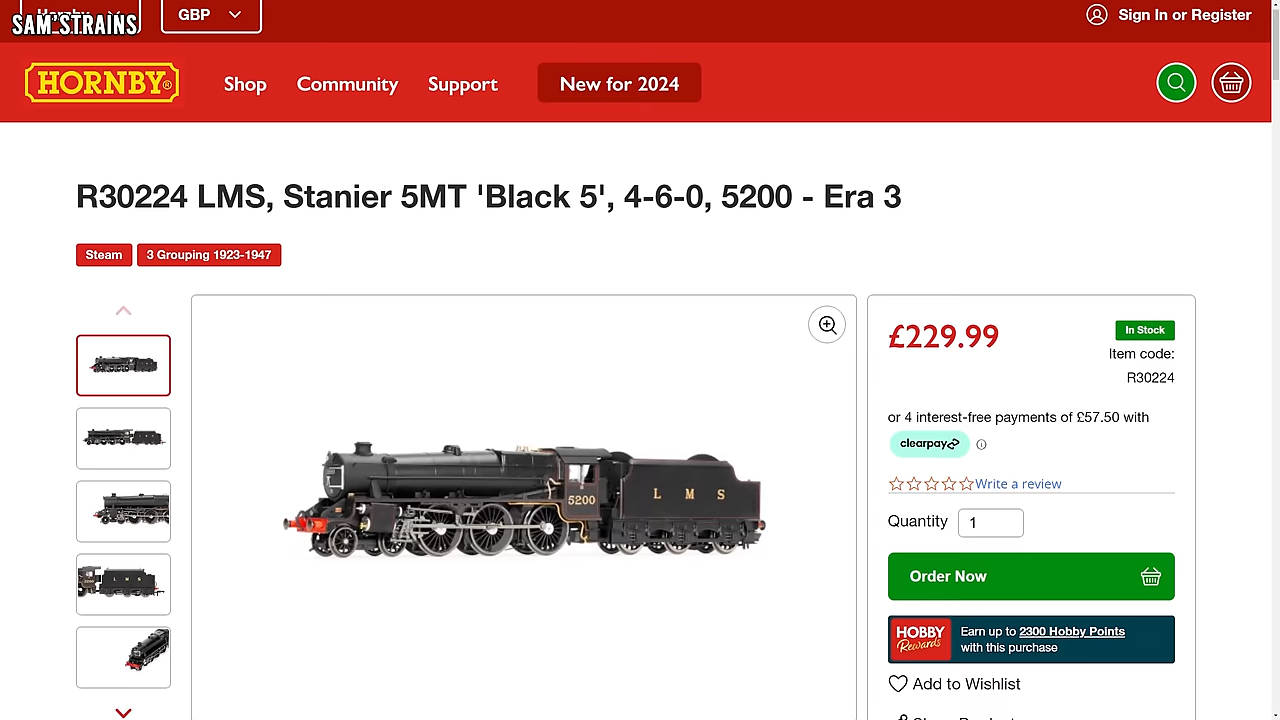 SAM'S TRAINS
GBP
Sign In or Register
HORNBY®
Shop
Community
Support
New for 2024
R30224 LMS, Stanier 5MT 'Black 5', 4-6-0, 5200 - Era 3
Steam
3 Grouping 1923-1947
5200
L M S
£229.99
In Stock
Item code:
R30224
or 4 interest-free payments of £57.50 with
clearpay
Write a review
Quantity
1
Order Now
HOBBY
Rewards
Earn up to 2300 Hobby Points
with this purchase
Add to Wishlist